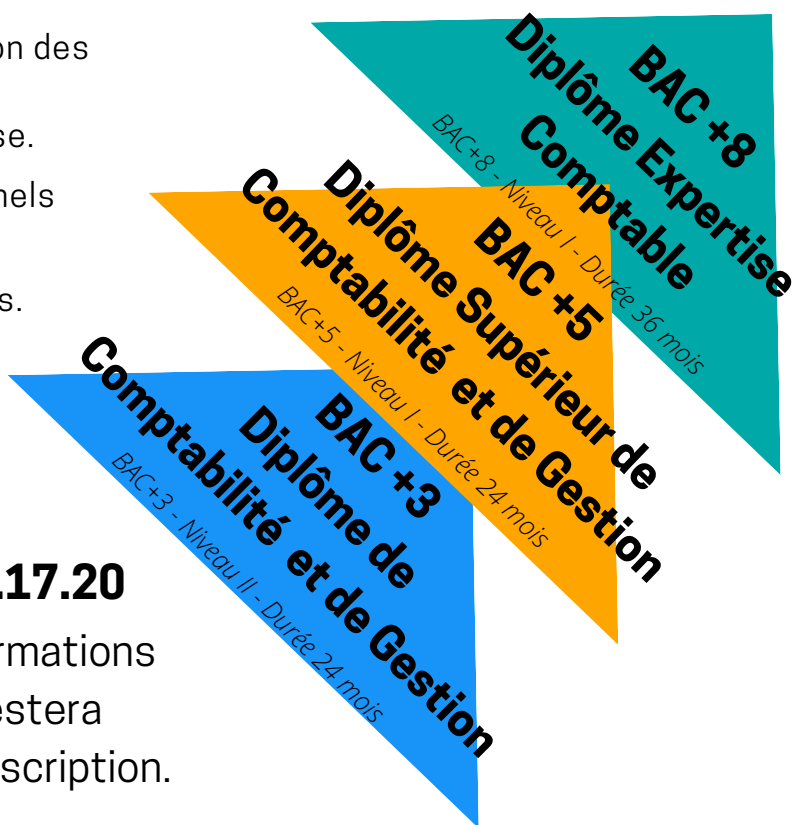 on des
se.
nels
s.
.17.20
rmations
estera
scription.
BAC +8
Diplôme Expertise
Comptable
BAC+8 - Niveau I - Durée 36 mois
BAC +5
Diplôme Supérieur de
Comptabilité et de Gestion
BAC+5 - Niveau I - Durée 24 mois
BAC +3
Diplôme de
Comptabilité et de Gestion
BAC+3 - Niveau II - Durée 24 mois